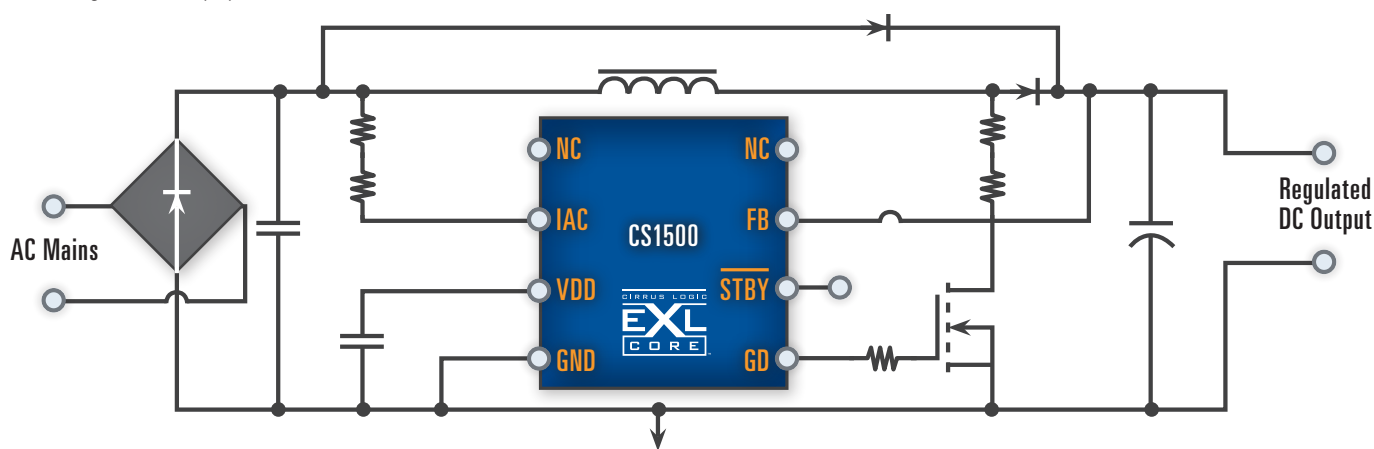 AC Mains
NC
IAC
VDD
GND
CS1500
CIRRUS LOGIC
EXL
CORE
NC
FB
STBY
GD
Regulated
DC Output